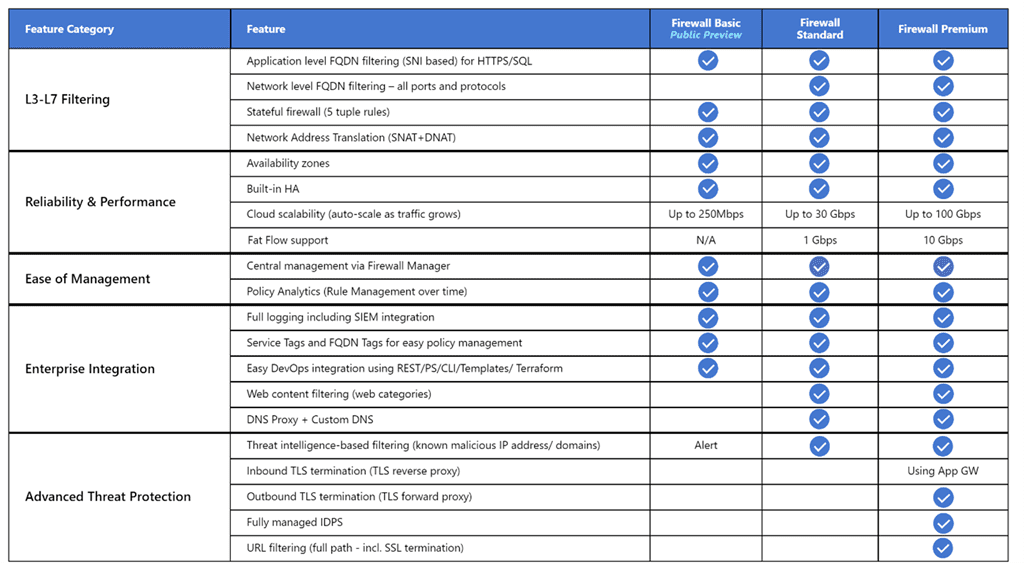 Feature Category
Feature
Firewall Basic
Public Preview
Firewall
Standard
Firewall Premium
L3-L7 Filtering
Application level FQDN filtering (SNI based) for HTTPS/SQL
Network level FQDN filtering – all ports and protocols
Stateful firewall (5 tuple rules)
Network Address Translation (SNAT+DNAT)
Reliability & Performance
Availability zones
Built-in HA
Cloud scalability (auto-scale as traffic grows)
Up to 250Mbps
Up to 30 Gbps
Up to 100 Gbps
Fat Flow support
N/A
1 Gbps
10 Gbps
Ease of Management
Central management via Firewall Manager
Policy Analytics (Rule Management over time)
Enterprise Integration
Full logging including SIEM integration
Service Tags and FQDN Tags for easy policy management
Easy DevOps integration using REST/PS/CLI/Templates/ Terraform
Web content filtering (web categories)
DNS Proxy + Custom DNS
Advanced Threat Protection
Threat intelligence-based filtering (known malicious IP address/ domains)
Alert
Inbound TLS termination (TLS reverse proxy)
Using App GW
Outbound TLS termination (TLS forward proxy)
Fully managed IDPS
URL filtering (full path - incl. SSL termination)